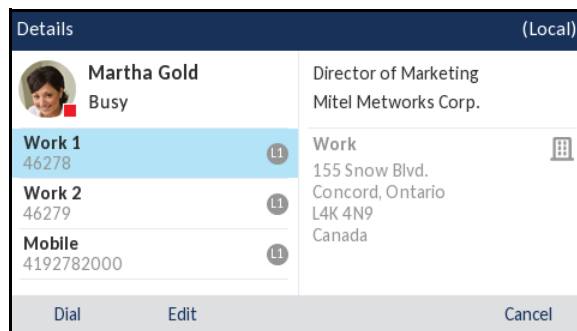 Details (Local)
Martha Gold
Busy
Director of Marketing
Mitel Metworks Corp.
Work 1
46278
L1
Work 2
46279
L1
Mobile
4192782000
L1
Work
155 Snow Blvd.
Concord, Ontario
L4K 4N9
Canada
Dial Edit Cancel